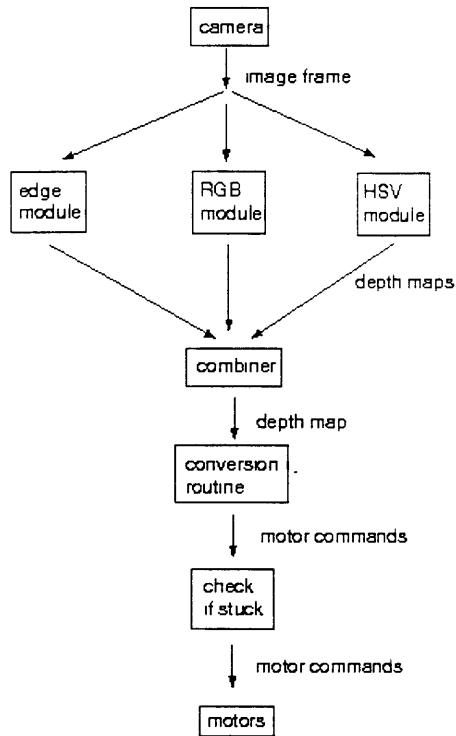 camera
image frame
edge
module
RGB
module
HSV
module
depth maps
combiner
depth map
conversion
routine
motor commands
check
if stuck
motor commands
motors